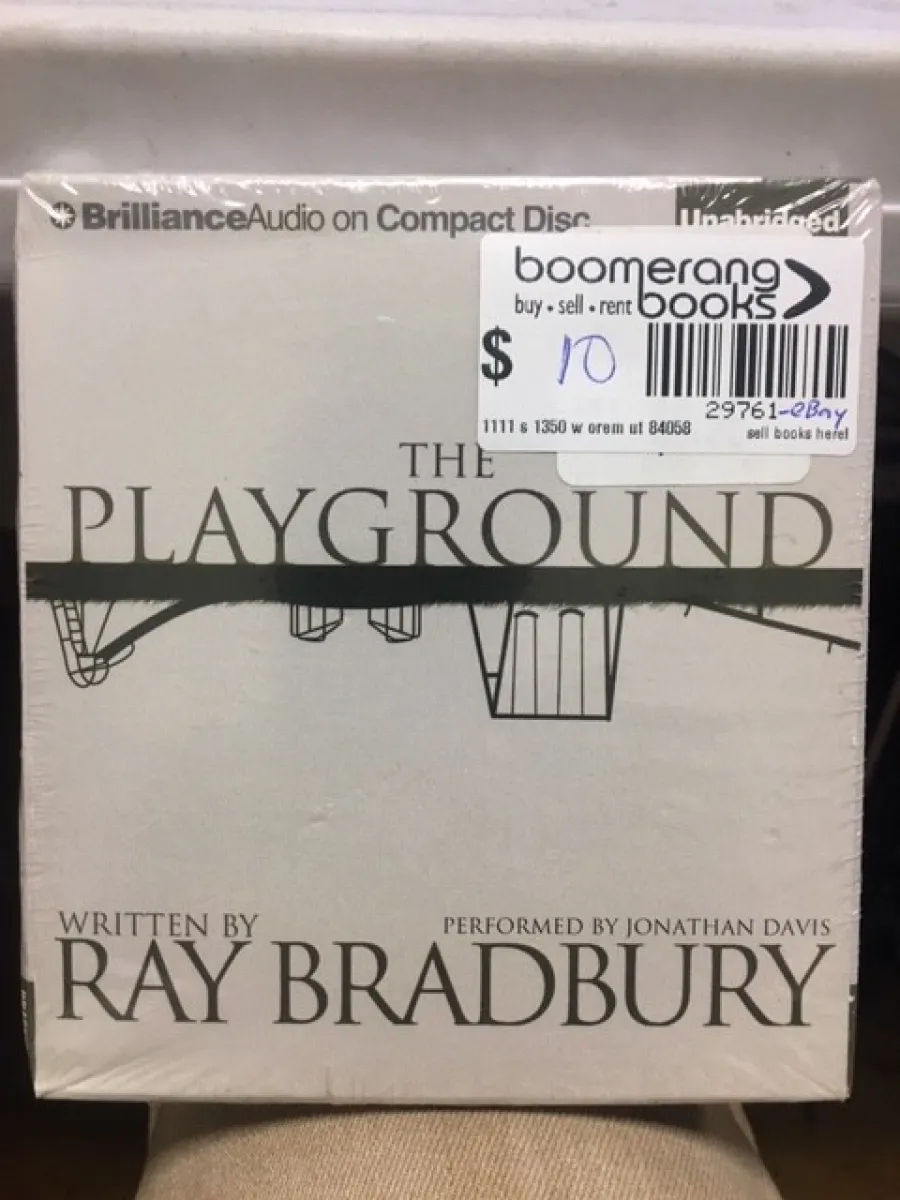 BrillianceAudio on Compact Disc
Unabridged
boomerang
buy • sell • rent books
$ 10
29761-eBay
1111 s 1350 w orem ut 84058
sell books here!
THE
PLAYGROUND
WRITTEN BY
PERFORMED BY JONATHAN DAVIS
RAY BRADBURY